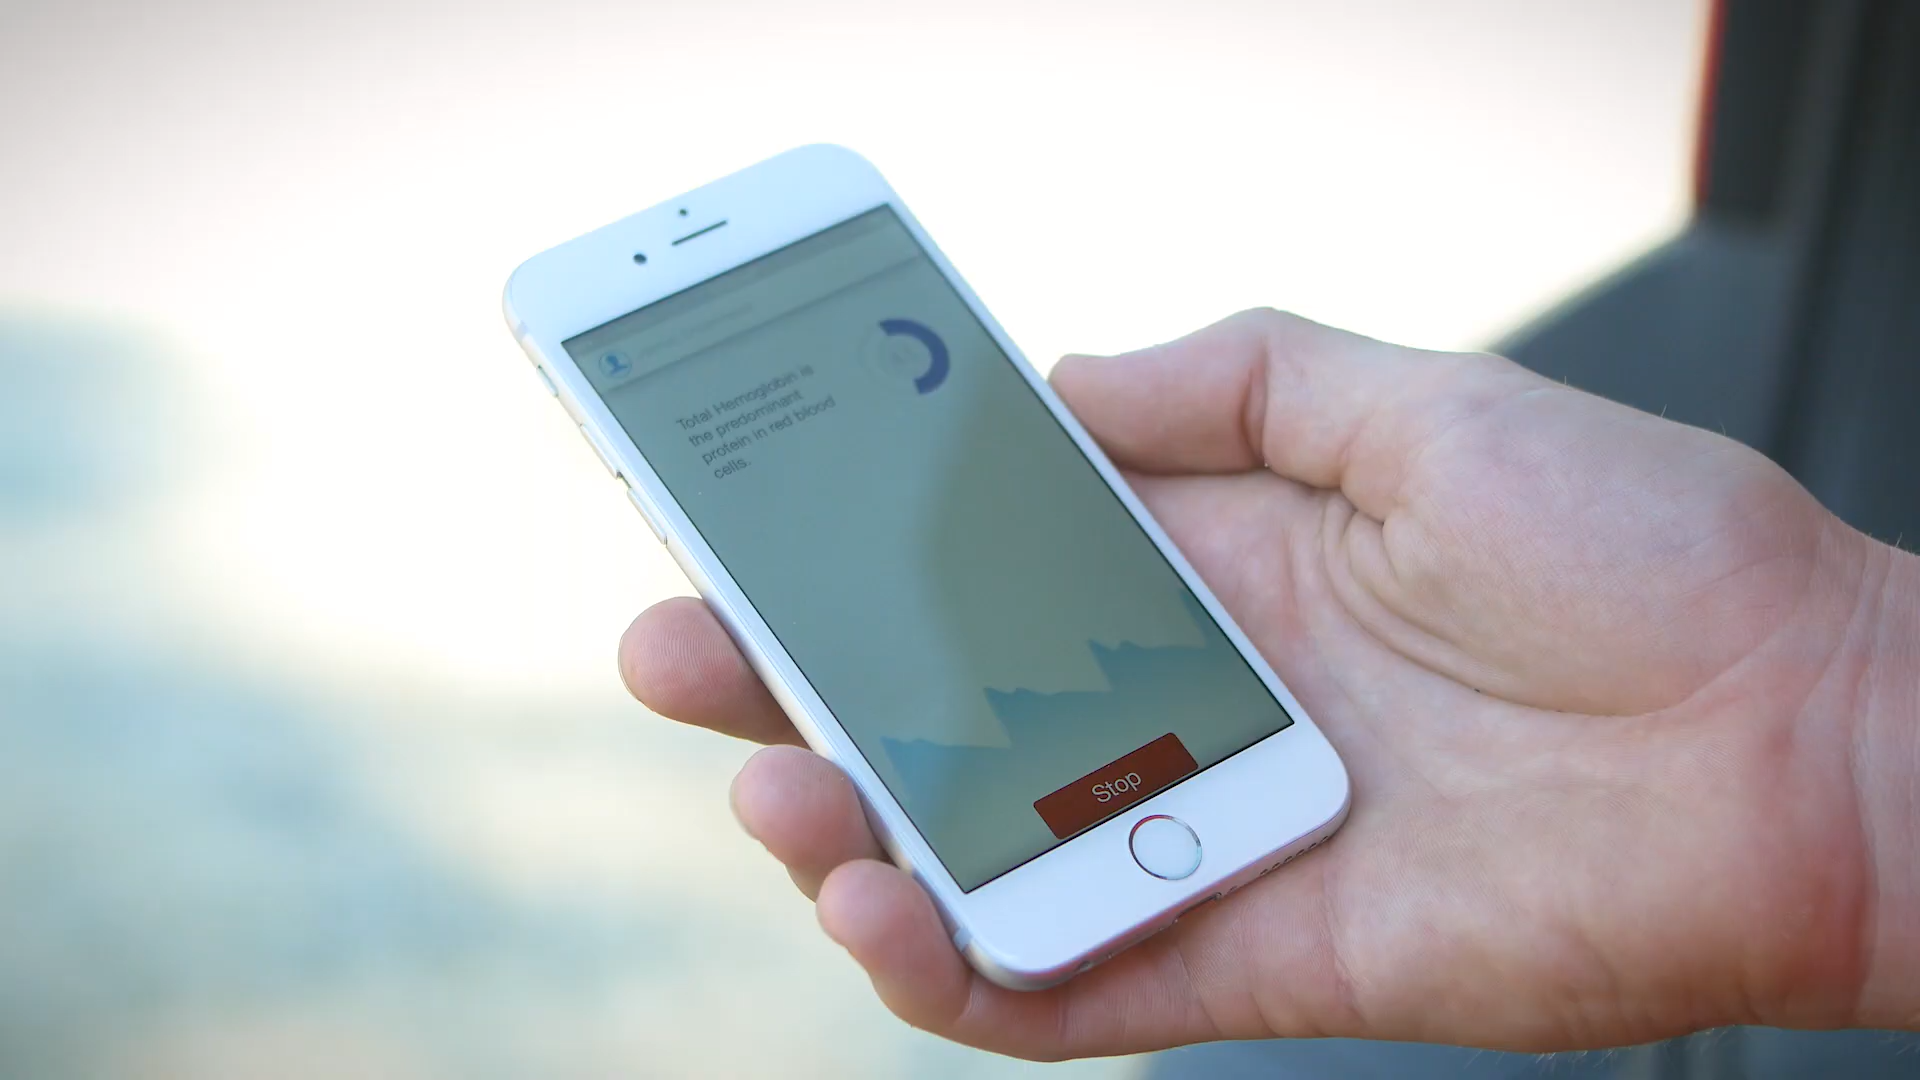 Total Hemoglobin is
the predominant
protein in red blood
cells.
Stop